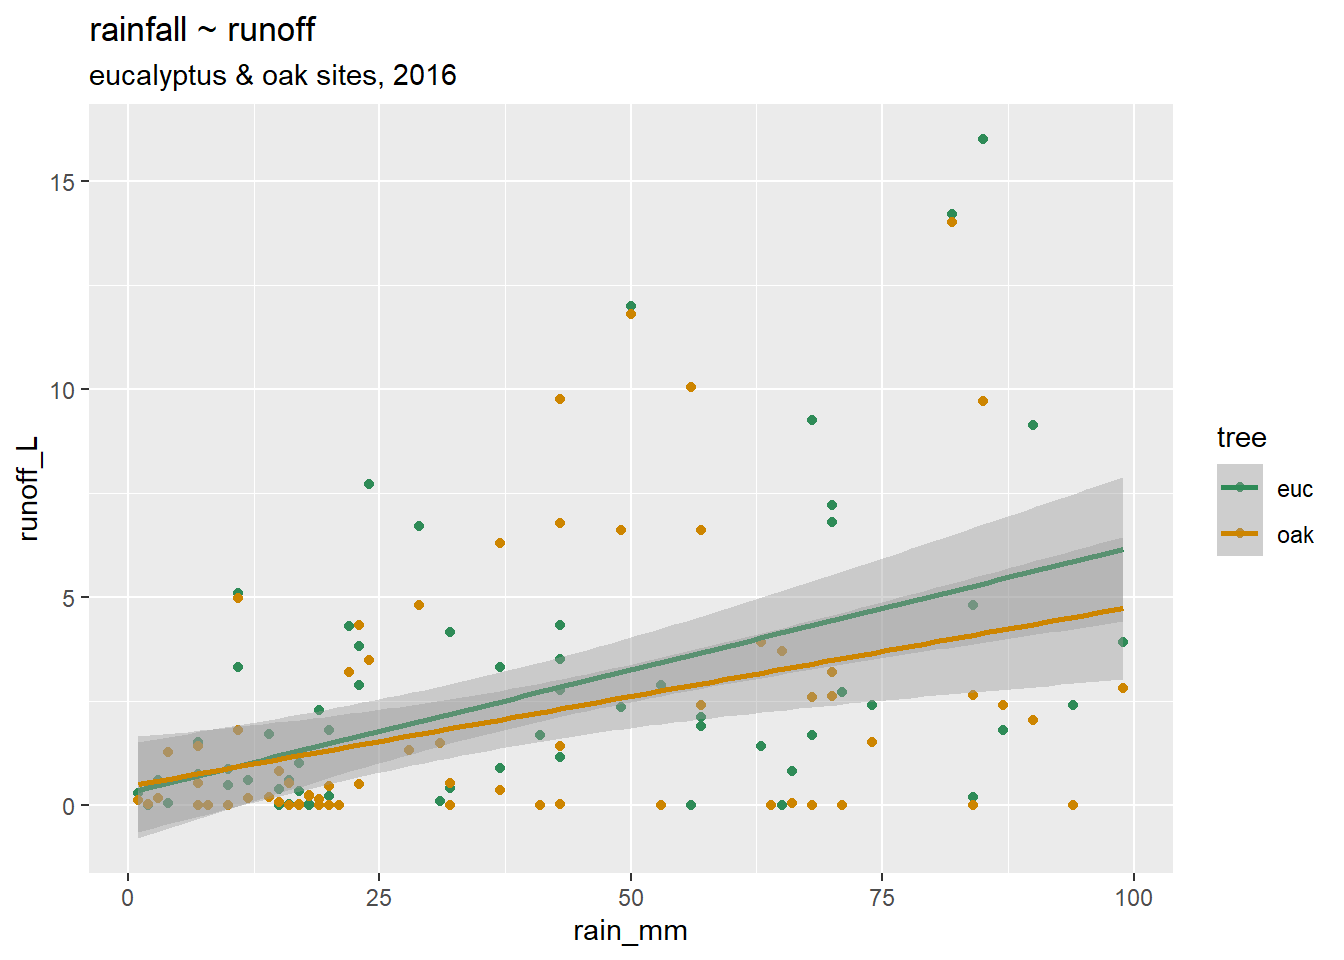 rainfall ~ runoff
eucalyptus & oak sites, 2016
15
10
5
0
runoff_L
0
25
50
75
100
rain_mm
tree
euc
oak